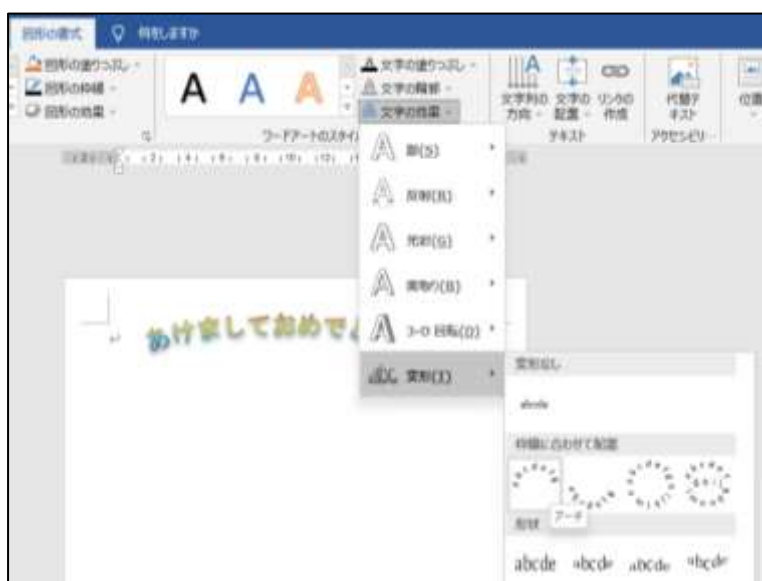 図形の書式 何をしますか
図形の塗りつぶし
図形の枠線
図形の効果
A A A
文字の塗りつぶし
文字の輪郭
文字の効果
ワードアートのスタイ
文字列の方向
文字の配置
リンクの作成
テキスト
代替テキスト
アクセシビリ…
位置
影(S)
反射(R)
光彩(G)
面取り(B)
3-D 回転(D)
変形(T)
あけましておめで
変形なし
abcde
枠線に合わせて配置
アーチ
形状
abcde abcde abcde abcde